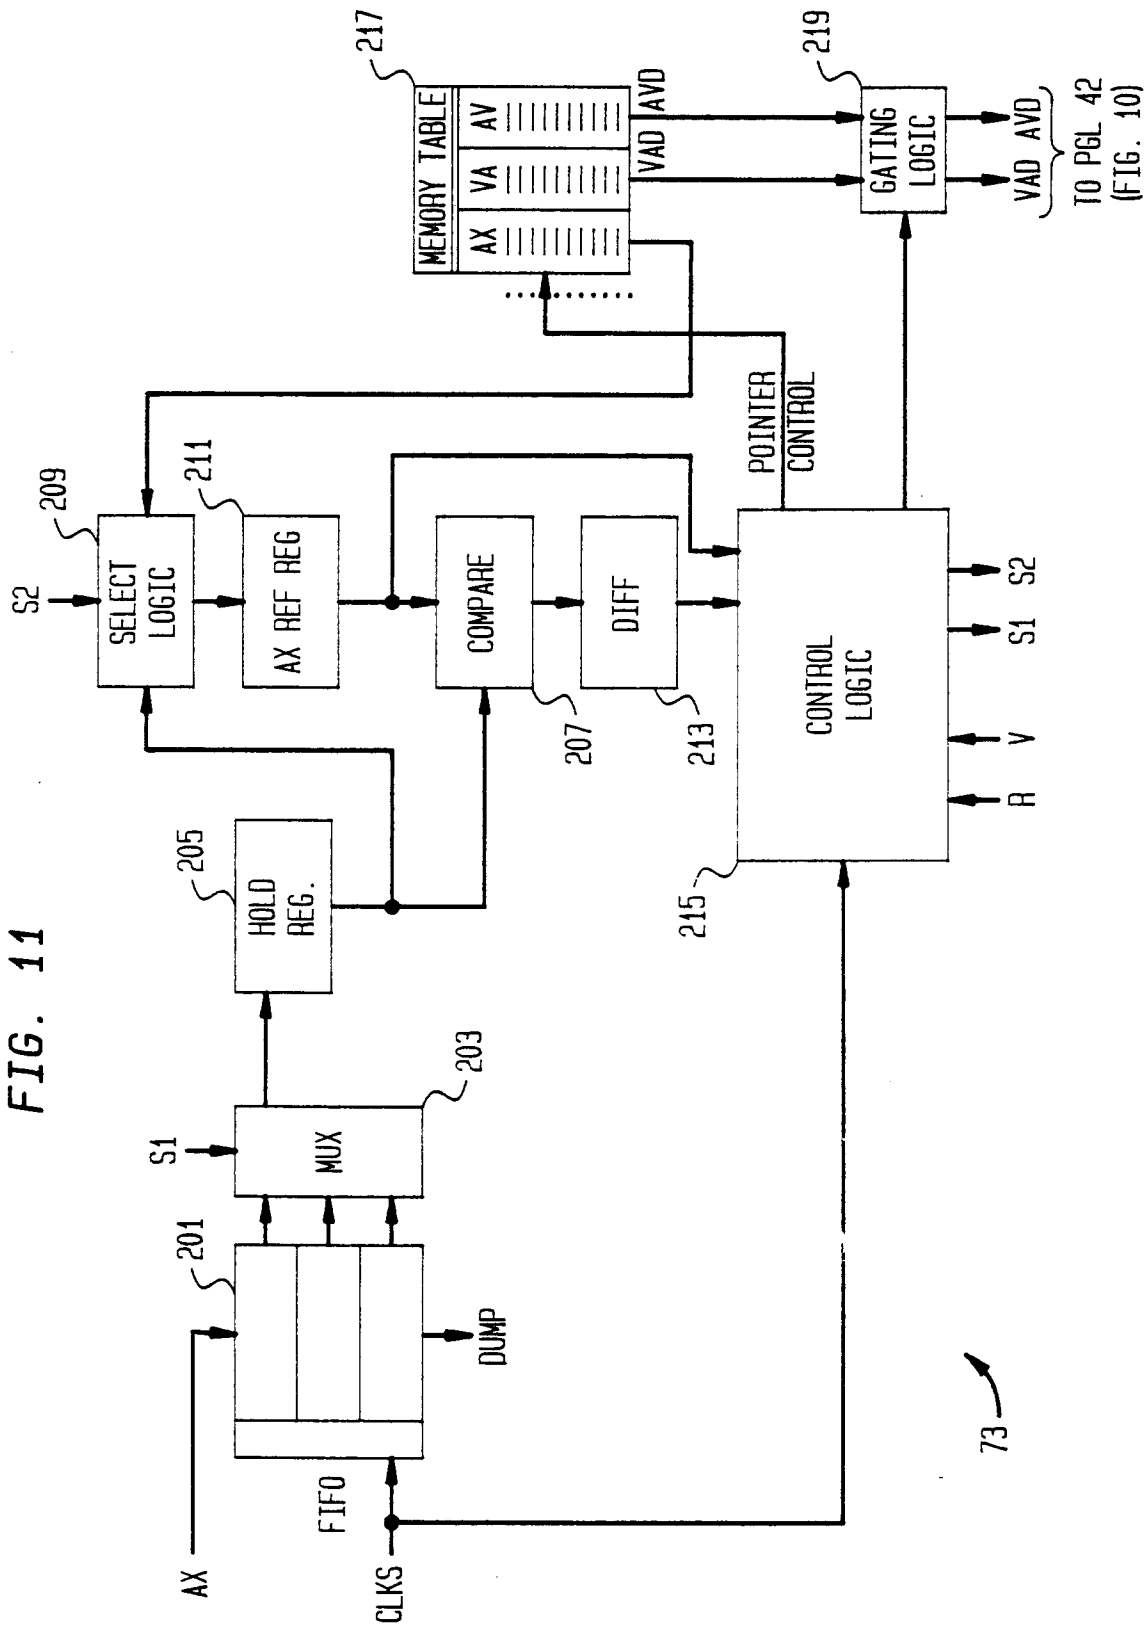 FIG. 11
AX
CLKS
FIFO
201
DUMP
S1
MUX
203
HOLD
REG.
205
S2
209
SELECT
LOGIC
211
AX REF REG
COMPARE
207
DIFF
213
215
CONTROL
LOGIC
R
V
S1
S2
POINTER
CONTROL
217
MEMORY TABLE
AX
VA
AV
VAD
AVD
219
GATING
LOGIC
VAD
AVD
TO PGL 42
(FIG. 10)
73